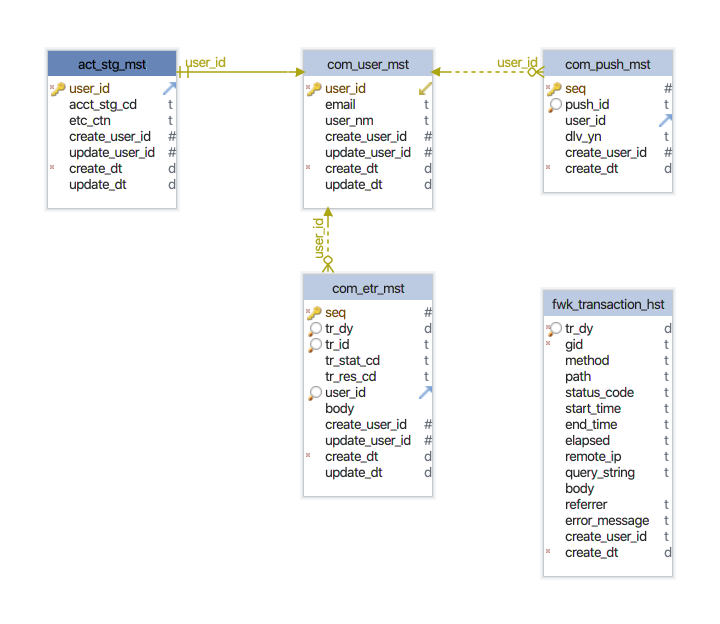 act_stg_mst
user_id
acct_stg_cd t
etc_ctn t
create_user_id #
update_user_id #
create_dt d
update_dt d
user_id
com_user_mst
user_id
email t
user_nm t
create_user_id #
update_user_id #
create_dt d
update_dt d
user_id
com_push_mst
seq #
push_id t
user_id
dlv_yn t
create_user_id #
create_dt d
user_id
com_etr_mst
seq #
tr_dy d
tr_id t
tr_stat_cd t
tr_res_cd t
user_id
body
create_user_id #
update_user_id #
create_dt d
update_dt d
fwk_transaction_hst
tr_dy d
gid t
method t
path t
status_code t
start_time t
end_time t
elapsed t
remote_ip t
query_string t
body
referrer t
error_message t
create_user_id t
create_dt d